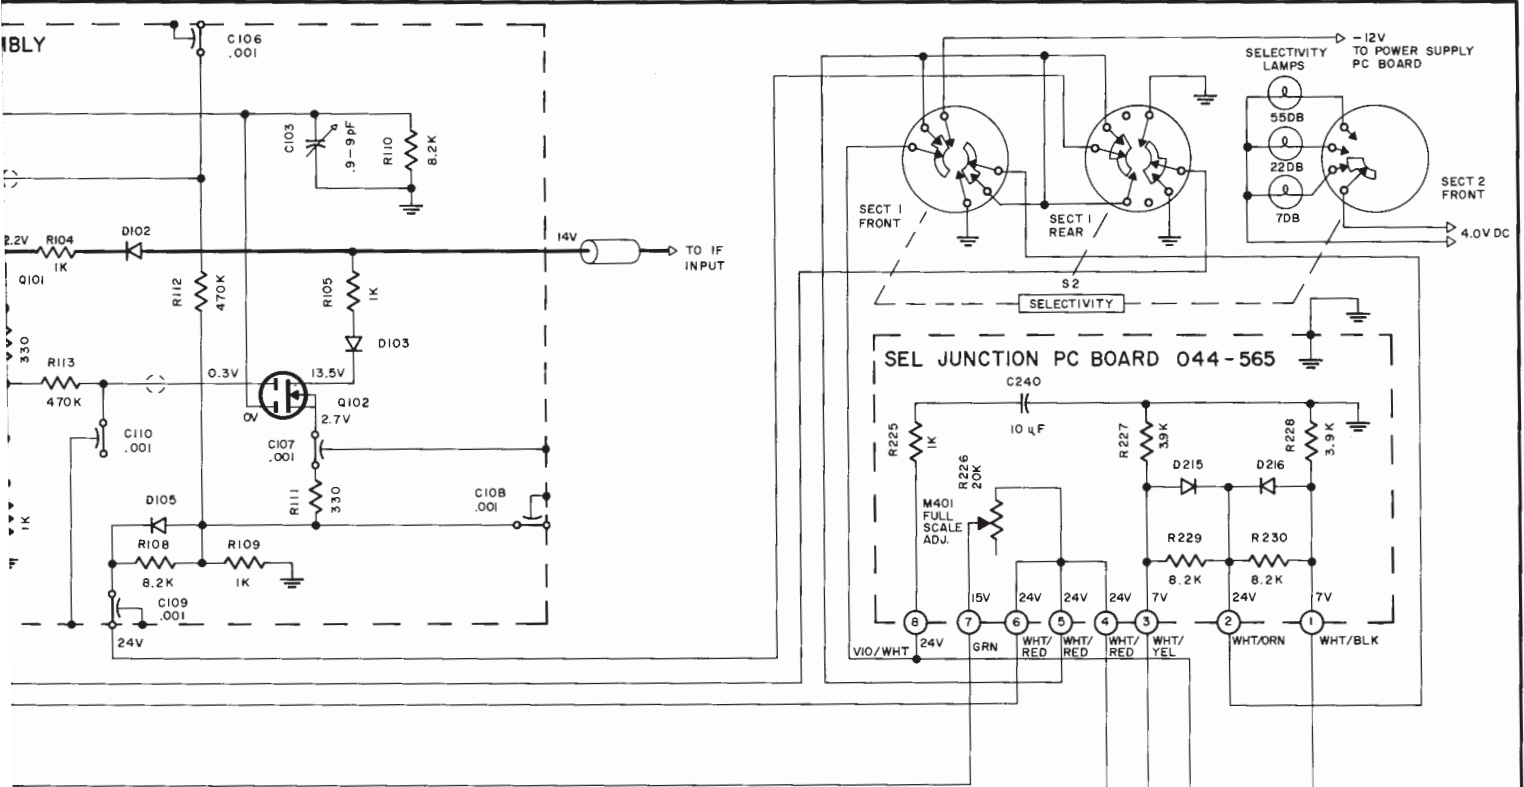 C106
.001
C103
.9-9pF
R110
8.2K
2.2V
R104
1K
D102
14V
TO IF
INPUT
Q101
R112
470K
R105
1K
D103
330
R113
470K
0.3V
13.5V
Q102
0V
2.7V
C110
.001
C107
.001
R111
330
C108
.001
1K
D105
R108
8.2K
R109
1K
C109
.001
24V
-12V
TO POWER SUPPLY
PC BOARD
SELECTIVITY
LAMPS
55DB
22DB
7DB
SECT 1
FRONT
SECT 1
REAR
SECT 2
FRONT
4.0V DC
S2
SELECTIVITY
SEL JUNCTION PC BOARD 044-565
C240
10 µF
R225
1K
R226
20K
M401
FULL
SCALE
ADJ.
R227
3.9K
R228
3.9K
D215
D216
R229
8.2K
R230
8.2K
15V
24V
24V
24V
7V
24V
7V
8
7
6
5
4
3
2
1
24V
VIO/WHT
GRN
WHT/
RED
WHT/
RED
WHT/
RED
WHT/
YEL
WHT/ORN
WHT/BLK